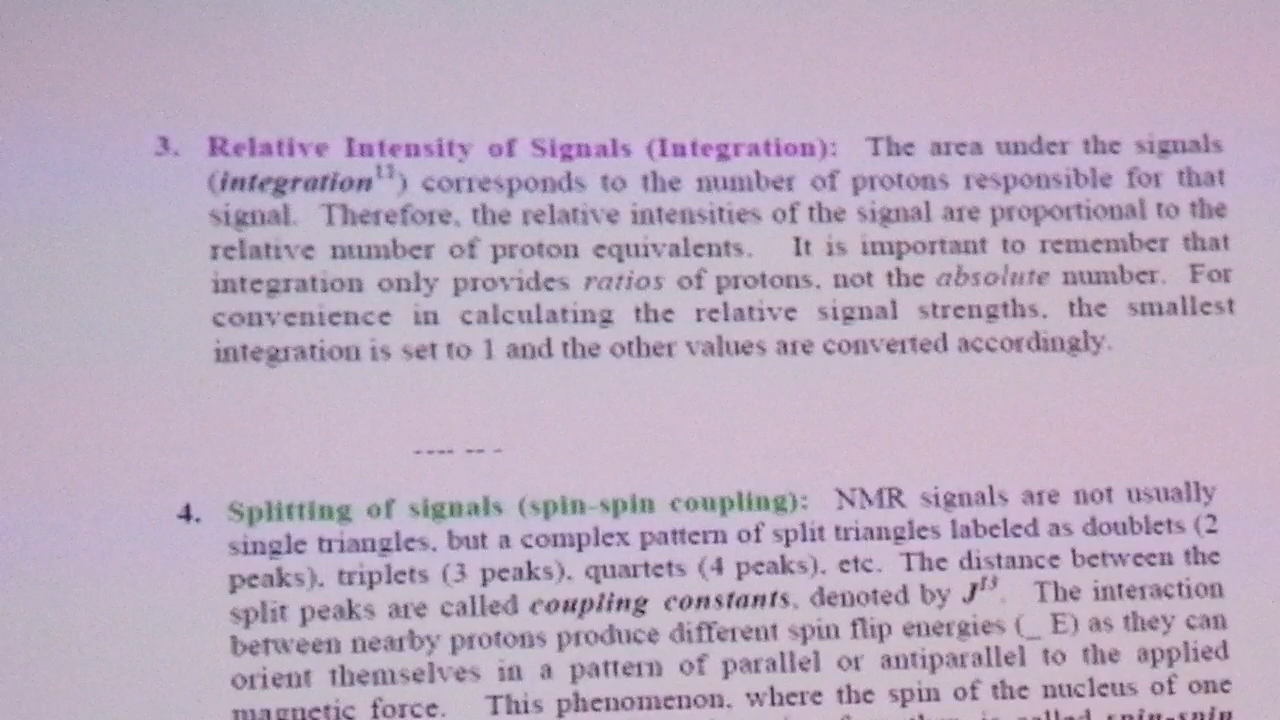 3. Relative Intensity of Signals (Integration): The area under the signals
(integration¹²) corresponds to the number of protons responsible for that
signal. Therefore, the relative intensities of the signal are proportional to the
relative number of proton equivalents. It is important to remember that
integration only provides ratios of protons, not the absolute number. For
convenience in calculating the relative signal strengths, the smallest
integration is set to 1 and the other values are converted accordingly.
---- -- -
4. Splitting of signals (spin-spin coupling): NMR signals are not usually
single triangles, but a complex pattern of split triangles labeled as doublets (2
peaks), triplets (3 peaks), quartets (4 peaks), etc. The distance between the
split peaks are called coupling constants, denoted by J¹³. The interaction
between nearby protons produce different spin flip energies (_ E) as they can
orient themselves in a pattern of parallel or antiparallel to the applied
magnetic force. This phenomenon, where the spin of the nucleus of one
is called spin-spin